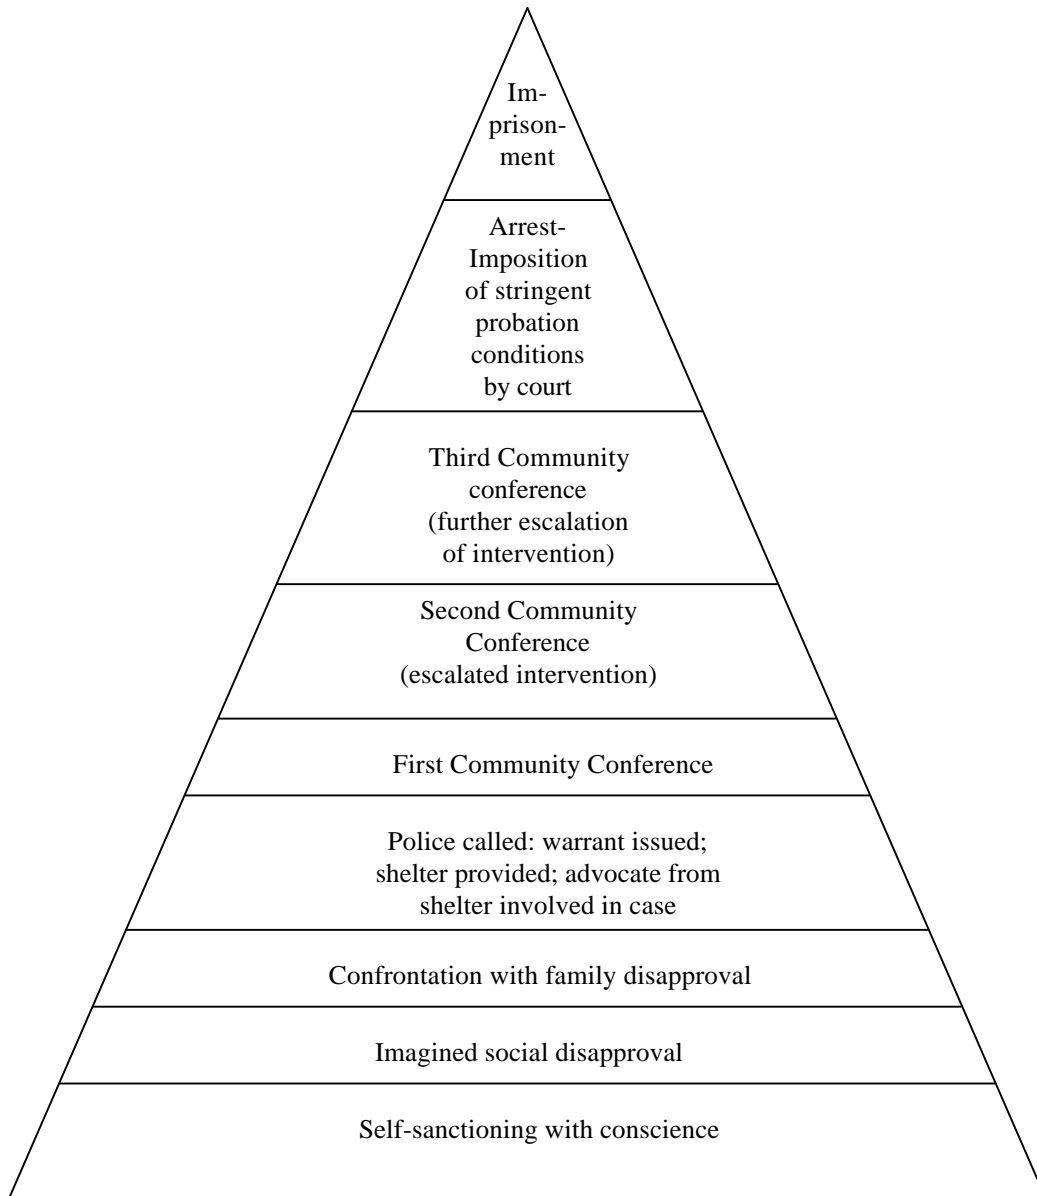 Im-
prison-
ment
Arrest-
Imposition
of stringent
probation
conditions
by court
Third Community
conference
(further escalation
of intervention)
Second Community
Conference
(escalated intervention)
First Community Conference
Police called: warrant issued;
shelter provided; advocate from
shelter involved in case
Confrontation with family disapproval
Imagined social disapproval
Self-sanctioning with conscience